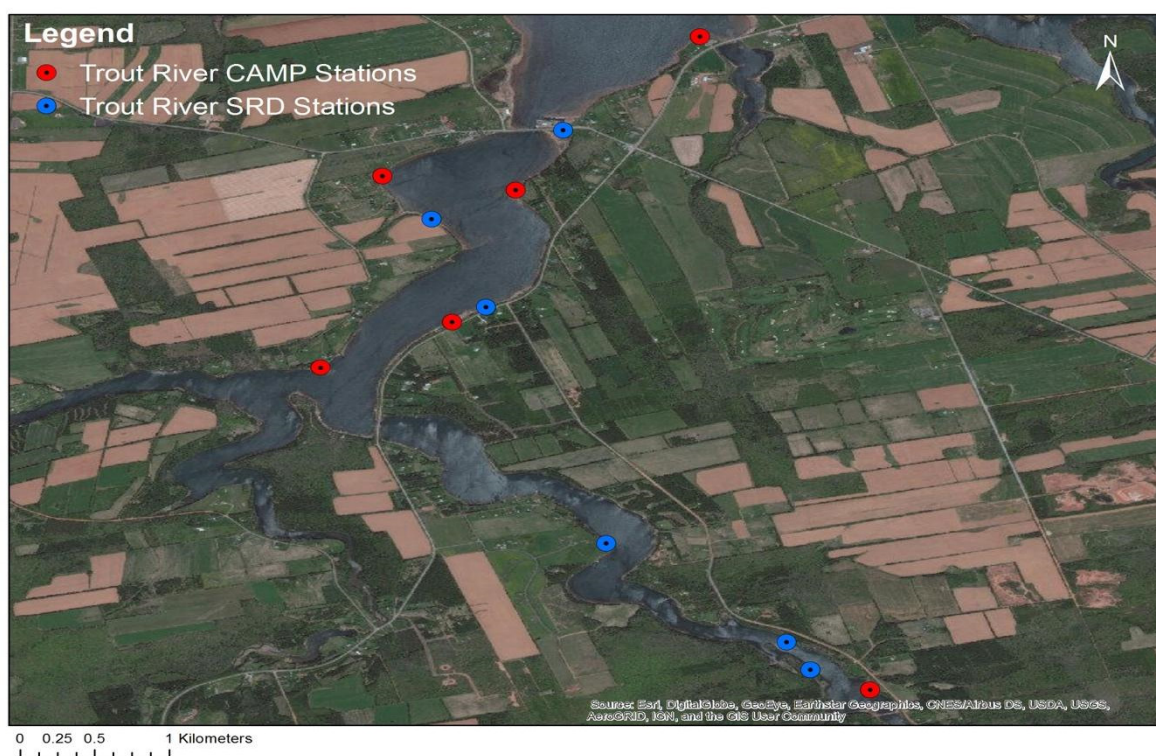 Legend
Trout River CAMP Stations
Trout River SRD Stations
N
Source: Esri, DigitalGlobe, GeoEye, Earthstar Geographics, CNES/Airbus DS, USDA, USGS,
AeroGRID, IGN, and the GIS User Community
0 0.25 0.5 1 Kilometers